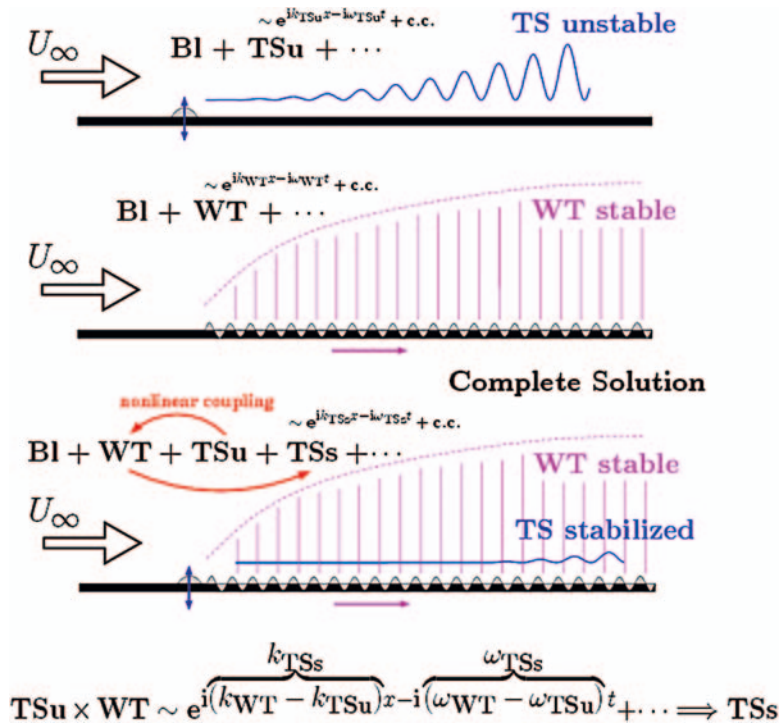 ∼ e^{ik_{TSu}x−iω_{TSu}t} + c.c.
TS unstable
U∞
Bl + TSu + ⋯
∼ e^{ik_{WT}x−iω_{WT}t} + c.c.
Bl + WT + ⋯
WT stable
U∞
Complete Solution
nonlinear coupling
∼ e^{ik_{TSs}x−iω_{TSs}t} + c.c.
Bl + WT + TSu + TSs + ⋯
WT stable
U∞
TS stabilized
k_{TSs} ω_{TSs}
TSu × WT ∼ e^{i(k_{WT} − k_{TSu})x−i(ω_{WT} − ω_{TSu})t} + ⋯ ⟹ TSs